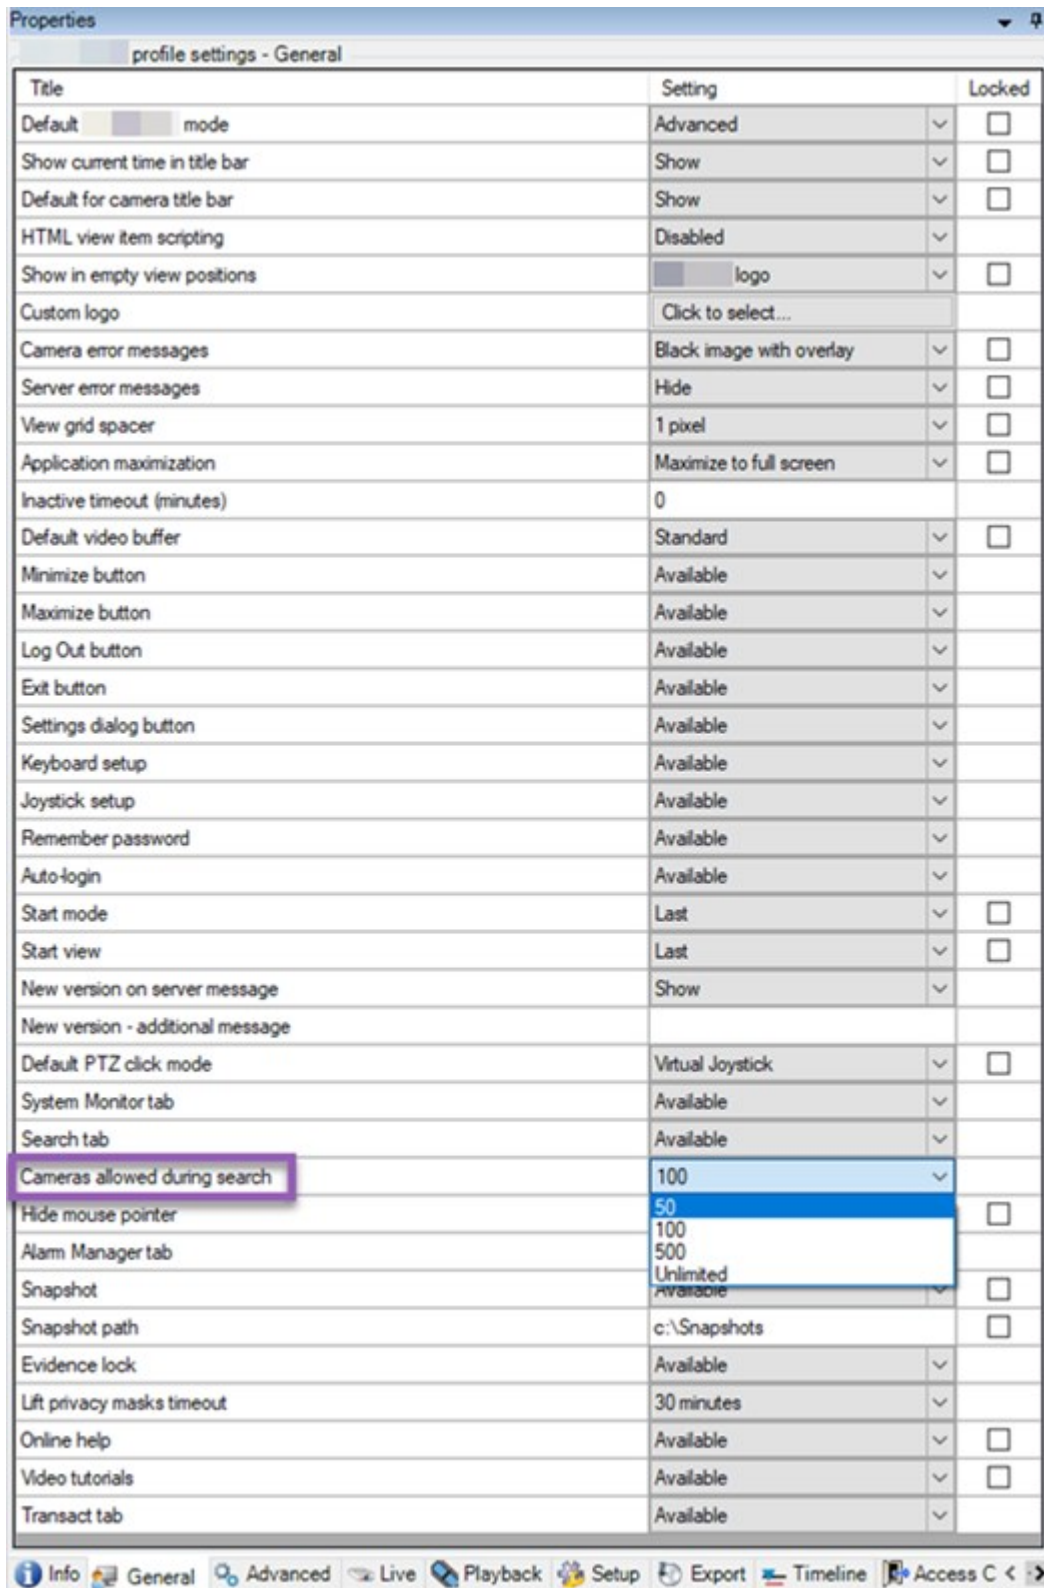 Properties
profile settings - General
Title Setting Locked
Default mode Advanced
Show current time in title bar Show
Default for camera title bar Show
HTML view item scripting Disabled
Show in empty view positions logo
Custom logo Click to select...
Camera error messages Black image with overlay
Server error messages Hide
View grid spacer 1 pixel
Application maximization Maximize to full screen
Inactive timeout (minutes) 0
Default video buffer Standard
Minimize button Available
Maximize button Available
Log Out button Available
Exit button Available
Settings dialog button Available
Keyboard setup Available
Joystick setup Available
Remember password Available
Auto-login Available
Start mode Last
Start view Last
New version on server message Show
New version - additional message
Default PTZ click mode Virtual Joystick
System Monitor tab Available
Search tab Available
Cameras allowed during search 100
50
Hide mouse pointer
100
Alarm Manager tab 500
Unlimited
Snapshot Available
Snapshot path c:\Snapshots
Evidence lock Available
Lift privacy masks timeout 30 minutes
Online help Available
Video tutorials Available
Transact tab Available
Info General Advanced Live Playback Setup Export Timeline Access C